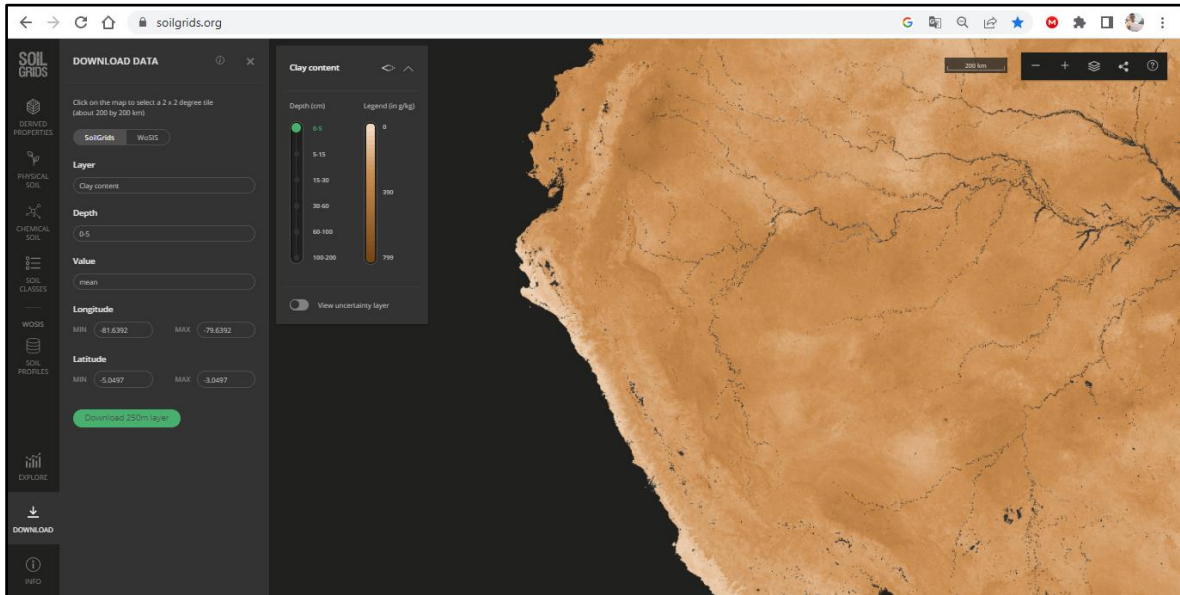 soilgrids.org
SOIL
GRIDS
DERIVED
PROPERTIES
PHYSICAL
SOIL
CHEMICAL
SOIL
SOIL
CLASSES
WOSIS
SOIL
PROFILES
EXPLORE
DOWNLOAD
INFO
DOWNLOAD DATA
Click on the map to select a 2 x 2 degree tile
(about 200 by 200 km)
SoilGrids WoSIS
Layer
Clay content
Depth
0-5
Value
mean
Longitude
MIN -81.6392 MAX -79.6392
Latitude
MIN -5.0497 MAX -3.0497
Download 250m layer
Clay content
Depth (cm) Legend (in g/kg)
0-5 0
5-15
15-30
390
30-60
60-100
100-200 799
View uncertainty layer
200 km